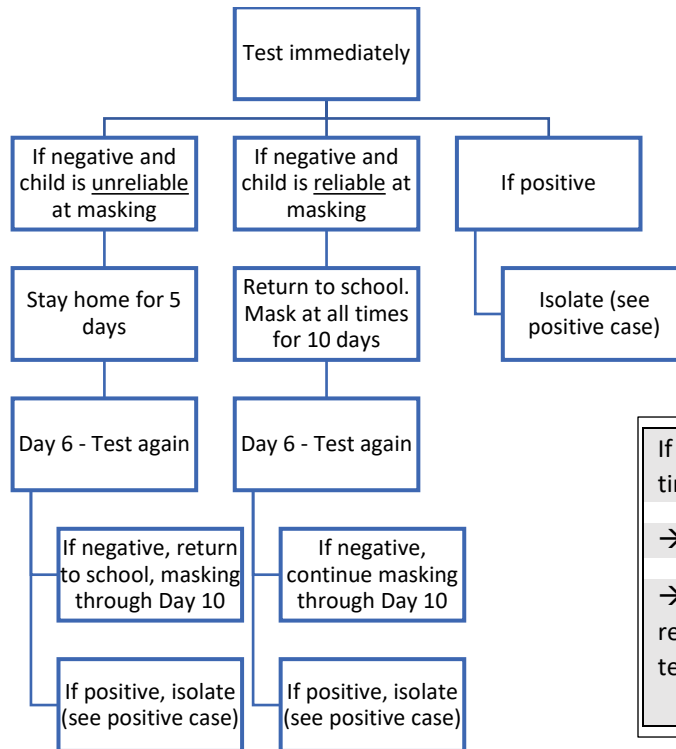 Test immediately
If negative and
child is unreliable
at masking
If negative and
child is reliable at
masking
If positive
Stay home for 5
days
Return to school.
Mask at all times
for 10 days
Isolate (see
positive case)
Day 6 - Test again
Day 6 - Test again
If negative, return
to school, masking
through Day 10
If negative,
continue masking
through Day 10
If positive, isolate
(see positive case)
If positive, isolate
(see positive case)
If
→
→